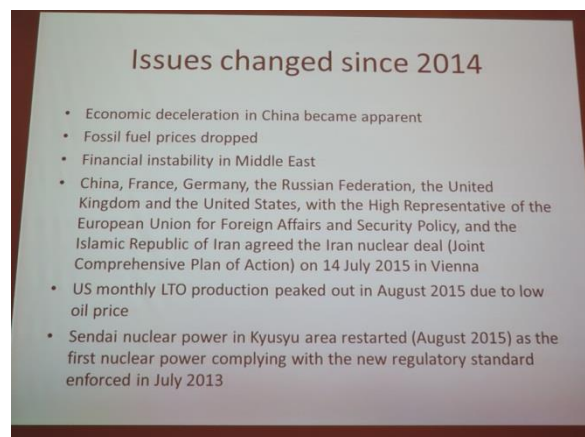 Issues changed since 2014
• Economic deceleration in China became apparent
• Fossil fuel prices dropped
• Financial instability in Middle East
• China, France, Germany, the Russian Federation, the United
Kingdom and the United States, with the High Representative of the
European Union for Foreign Affairs and Security Policy, and the
Islamic Republic of Iran agreed the Iran nuclear deal (Joint
Comprehensive Plan of Action) on 14 July 2015 in Vienna
• US monthly LTO production peaked out in August 2015 due to low
oil price
• Sendai nuclear power in Kyusyu area restarted (August 2015) as the
first nuclear power complying with the new regulatory standard
enforced in July 2013